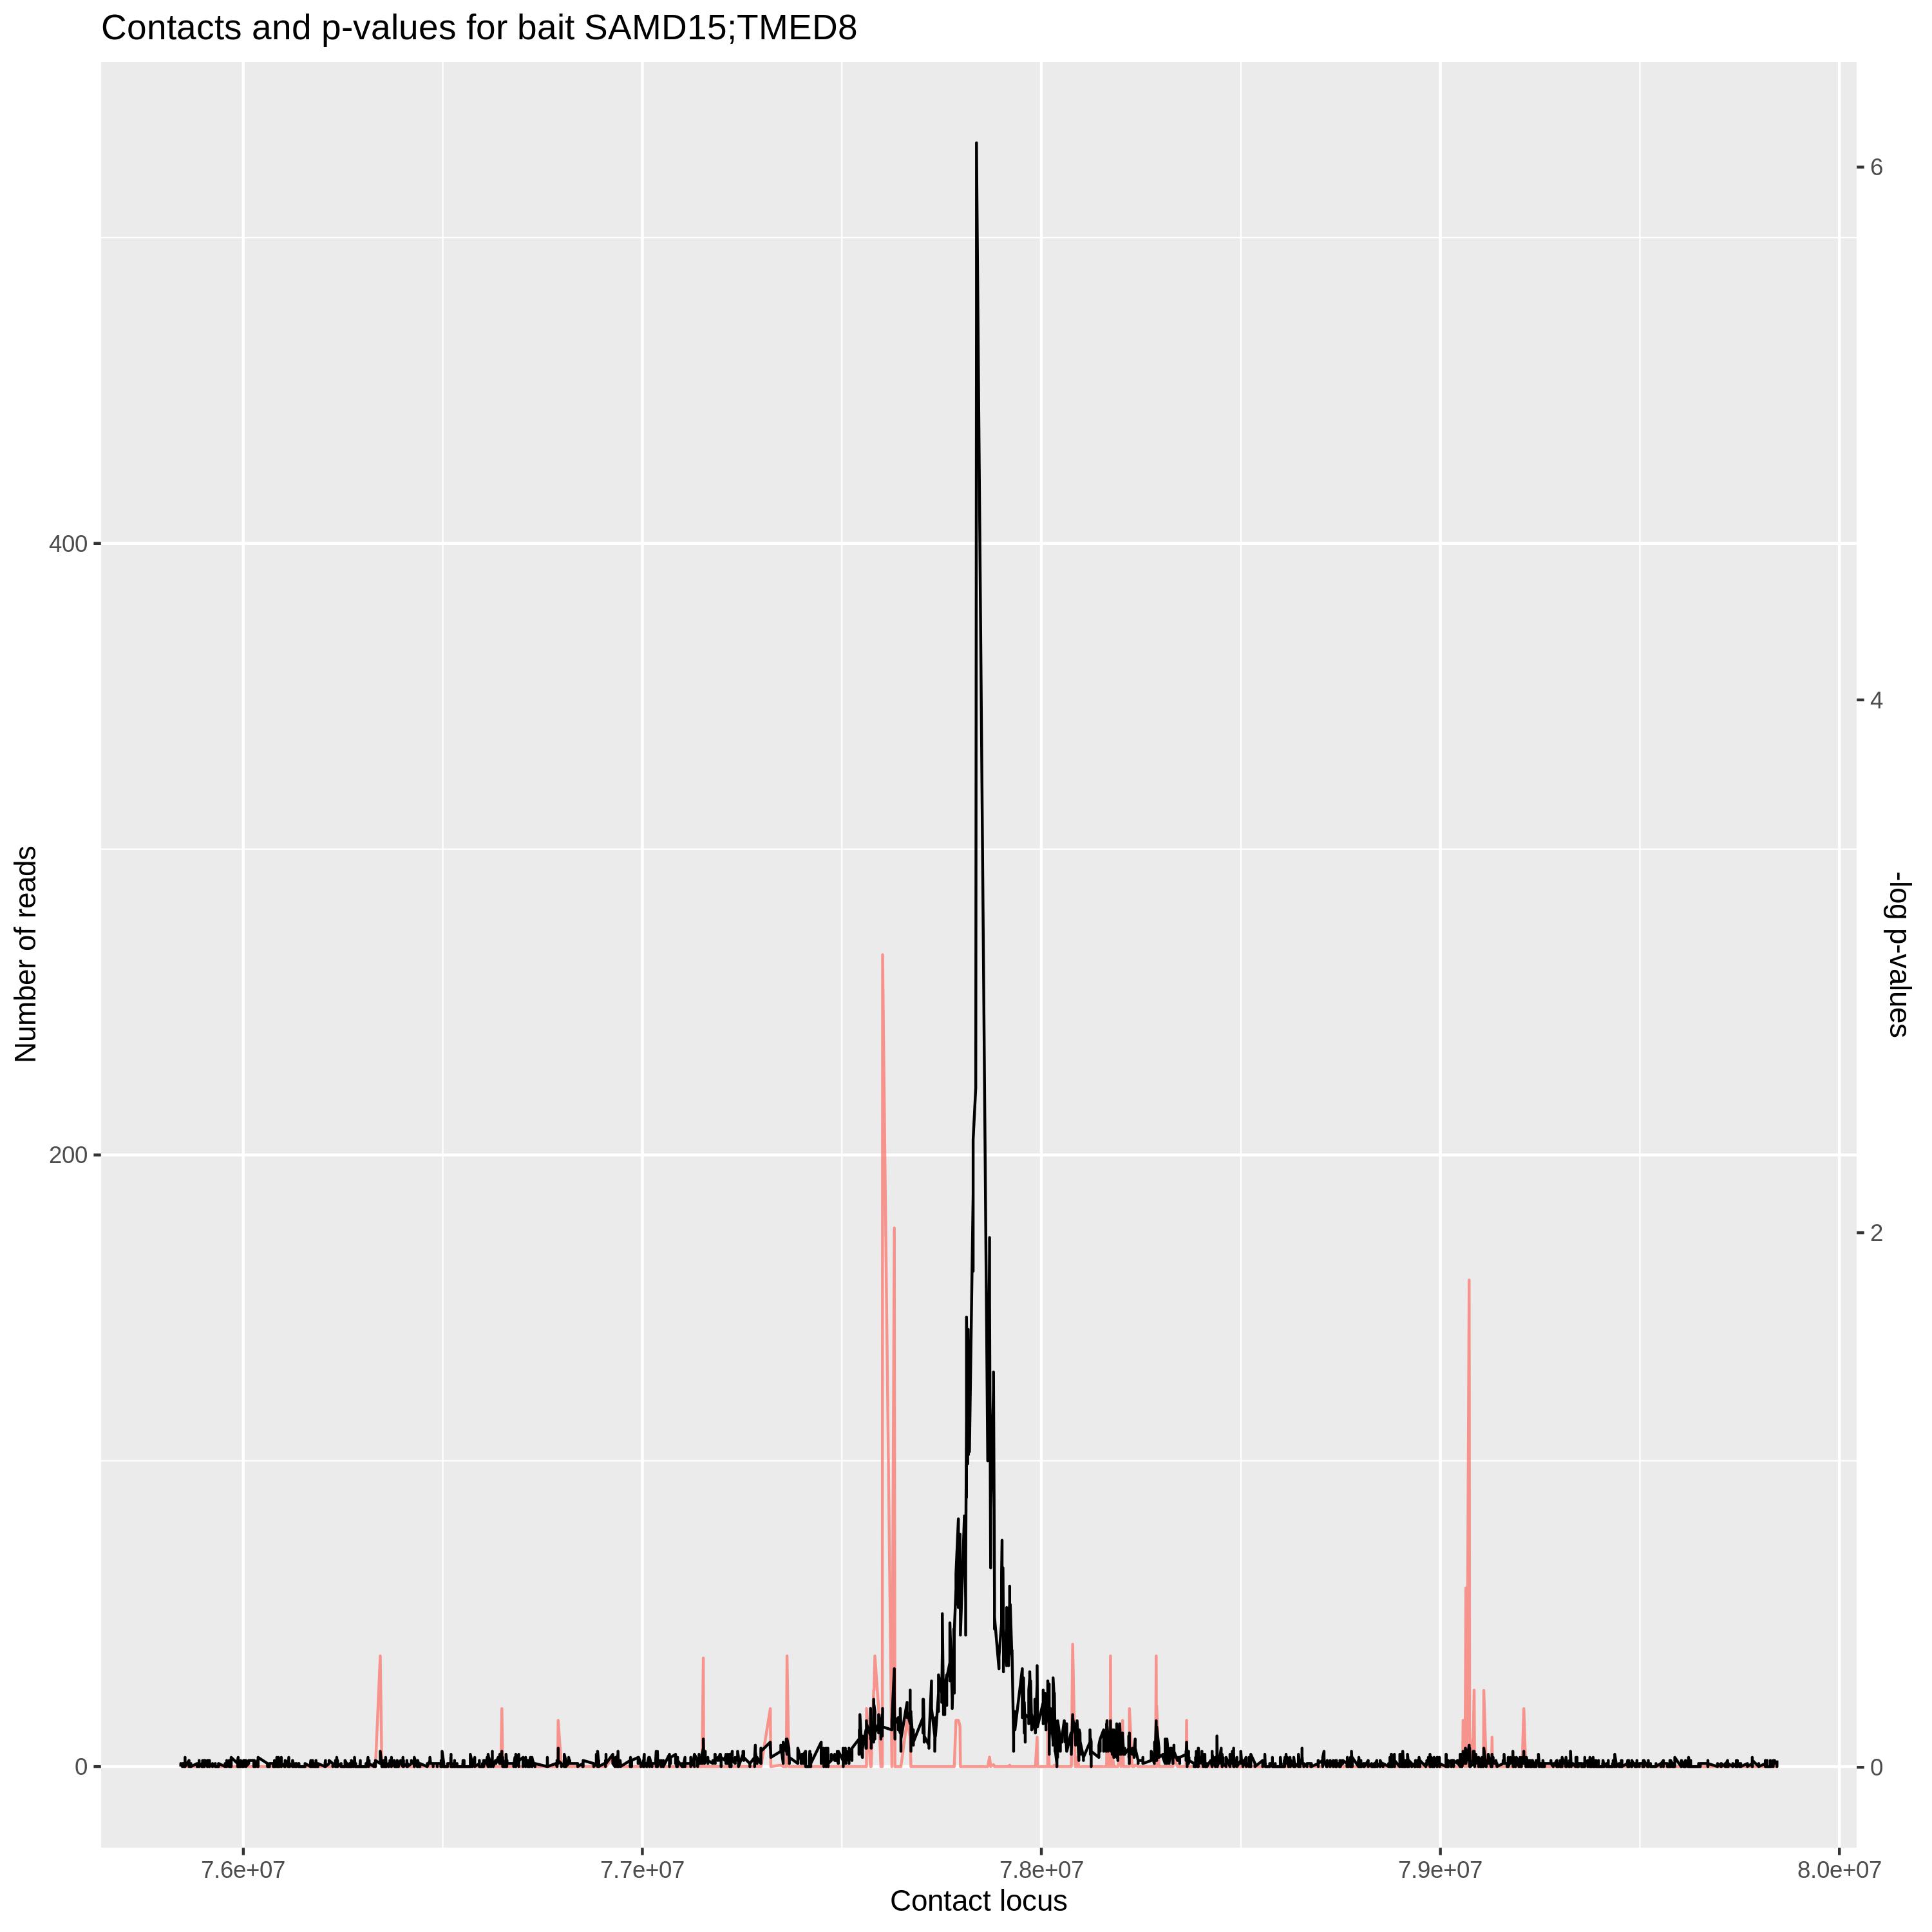 Contacts and p-values for bait SAMD15;TMED8
Number of reads
400
200
0
6
4
2
0
-log p-values
7.6e+07
7.7e+07
7.8e+07
7.9e+07
8.0e+07
Contact locus